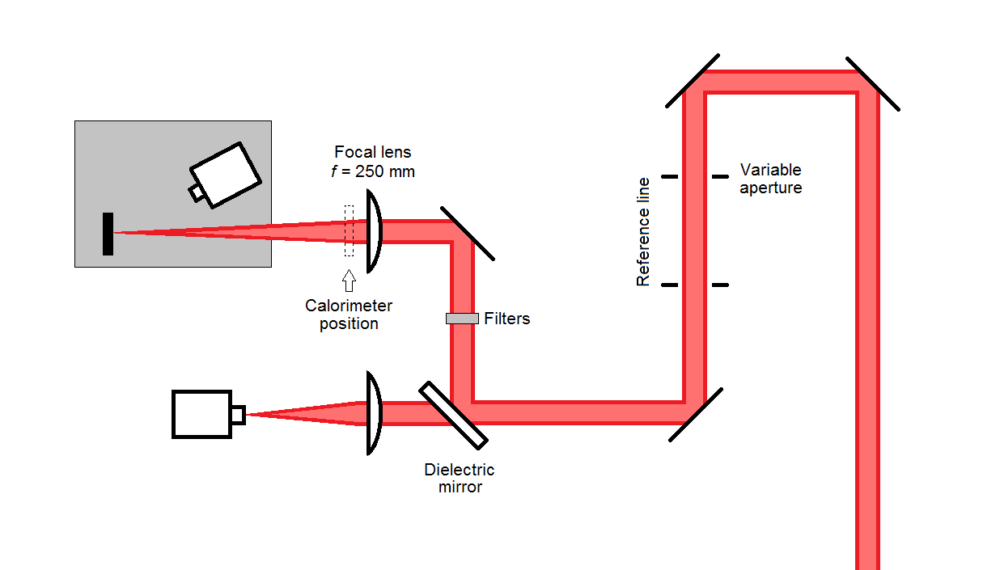 Focal lens
f = 250 mm
Variable
aperture
Reference line
Calorimeter
position
Filters
Dielectric
mirror